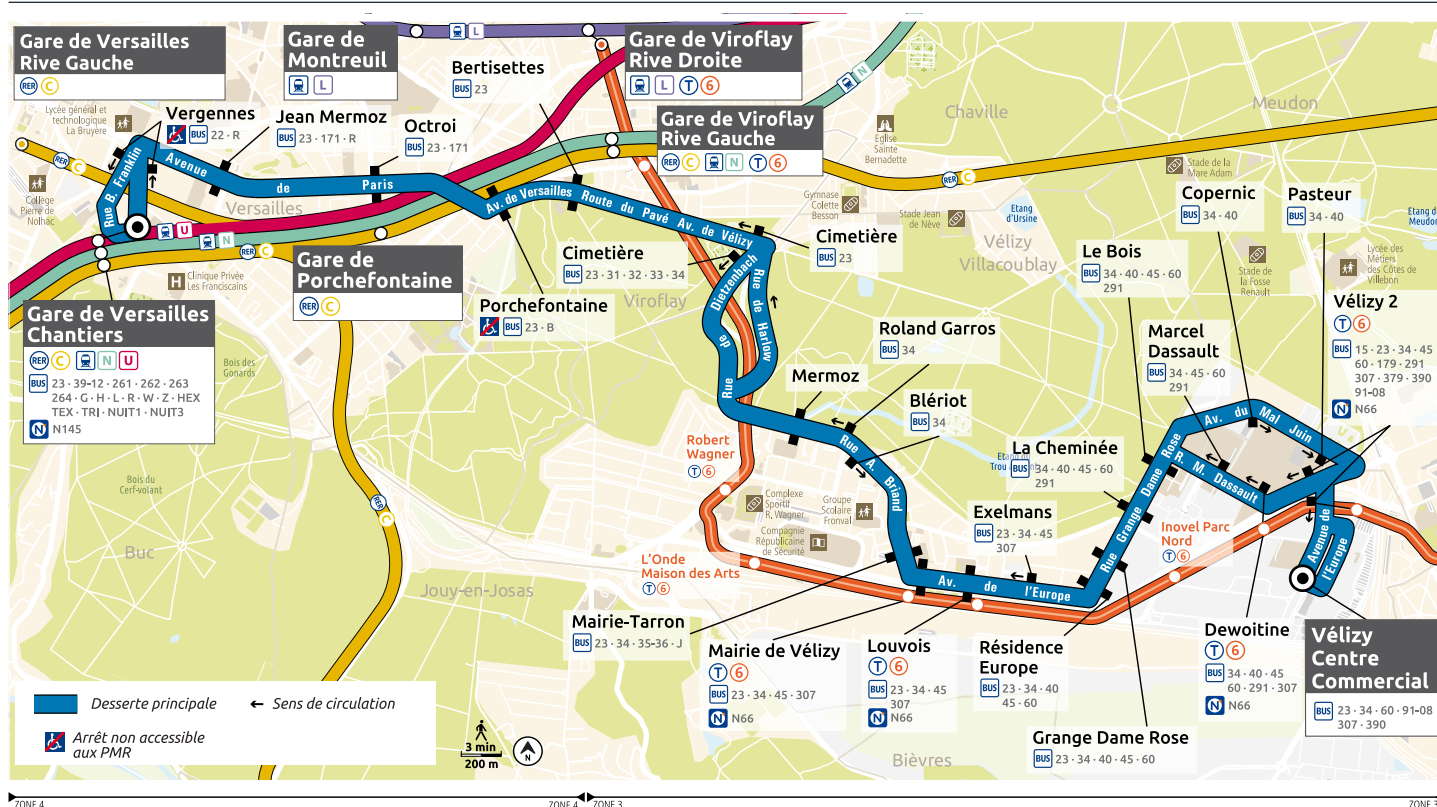 Gare de Versailles
Rive Gauche
RER C
Gare de
Montreuil
L
L
Gare de Viroflay
Rive Droite
L T 6
Bertisettes
BUS 23
N
Lycée général et
technologique
La Bruyère
Vergennes
BUS 22 · R
Jean Mermoz
BUS 23 · 171 · R
Octroi
BUS 23 · 171
Gare de Viroflay
Rive Gauche
RER C N T 6
Chaville
Meudon
Eglise
Sainte
Bernadette
Stade de la
Mare Adam
RER C
RER C
Collège
Pierre de
Nolhac
Rue B. Franklin
Avenue
de
Paris
Versailles
Av. de Versailles
Route du Pavé
Av. de Vélizy
Gymnase
Colette
Besson
Stade Jean
de Nève
Etang
d'Ursine
Copernic
BUS 34 · 40
Pasteur
BUS 34 · 40
Etang de
Meudon
U
N
RER C
Clinique Privée
Les Franciscains
Gare de
Porchefontaine
RER C
Cimetière
BUS 23 · 31 · 32 · 33 · 34
Cimetière
BUS 23
Vélizy
Villacoublay
Le Bois
BUS 34 · 40 · 45 · 60
291
Stade de
la Fosse
Renault
Lycée des
Métiers
des Côtes de
Villebon
Viroflay
Porchefontaine
BUS 23 · B
Rue
de
Dietzenbach
Rue de Harlow
Gare de Versailles
Chantiers
RER C N U
BUS 23 · 39-12 · 261 · 262 · 263
264 · G · H · L · R · W · Z · HEX
TEX · TRI · NUIT1 · NUIT3
N N145
Bois des
Gonards
Roland Garros
BUS 34
Mermoz
Blériot
BUS 34
Marcel
Dassault
BUS 34 · 45 · 60
291
Vélizy 2
T 6
BUS 15 · 23 · 34 · 45
60 · 179 · 291
307 · 379 · 390
91-08
N N66
Av. du Mal Juin
R. M. Dassault
Robert
Wagner
T 6
Rue A. Briand
Etang du
Trou
La Cheminée
BUS 34 · 40 · 45 · 60
291
Rue Grange Dame Rose
Bois du
Cerf-volant
RER C
Complexe
Sportif
R. Wagner
Groupe
Scolaire
Fronval
Compagnie
Républicaine
de Sécurité
Exelmans
BUS 23 · 34 · 45
307
Inovel Parc
Nord
T 6
Avenue de
l'Europe
Buc
L'Onde
Maison des Arts
T 6
Jouy-en-Josas
Av. de l'Europe
Mairie-Tarron
BUS 23 · 34 · 35-36 · J
Mairie de Vélizy
T 6
BUS 23 · 34 · 45 · 307
N N66
Louvois
T 6
BUS 23 · 34 · 45
307
N N66
Résidence
Europe
BUS 23 · 34 · 40
45 · 60
Dewoitine
T 6
BUS 34 · 40 · 45
60 · 291 · 307
N N66
Vélizy
Centre
Commercial
BUS 23 · 34 · 60 · 91-08
307 · 390
Grange Dame Rose
BUS 23 · 34 · 40 · 45 · 60
Bièvres
Desserte principale
Sens de circulation
Arrêt non accessible
aux PMR
3 min
200 m
N
ZONE 4
ZONE 4
ZONE 3
ZONE 3